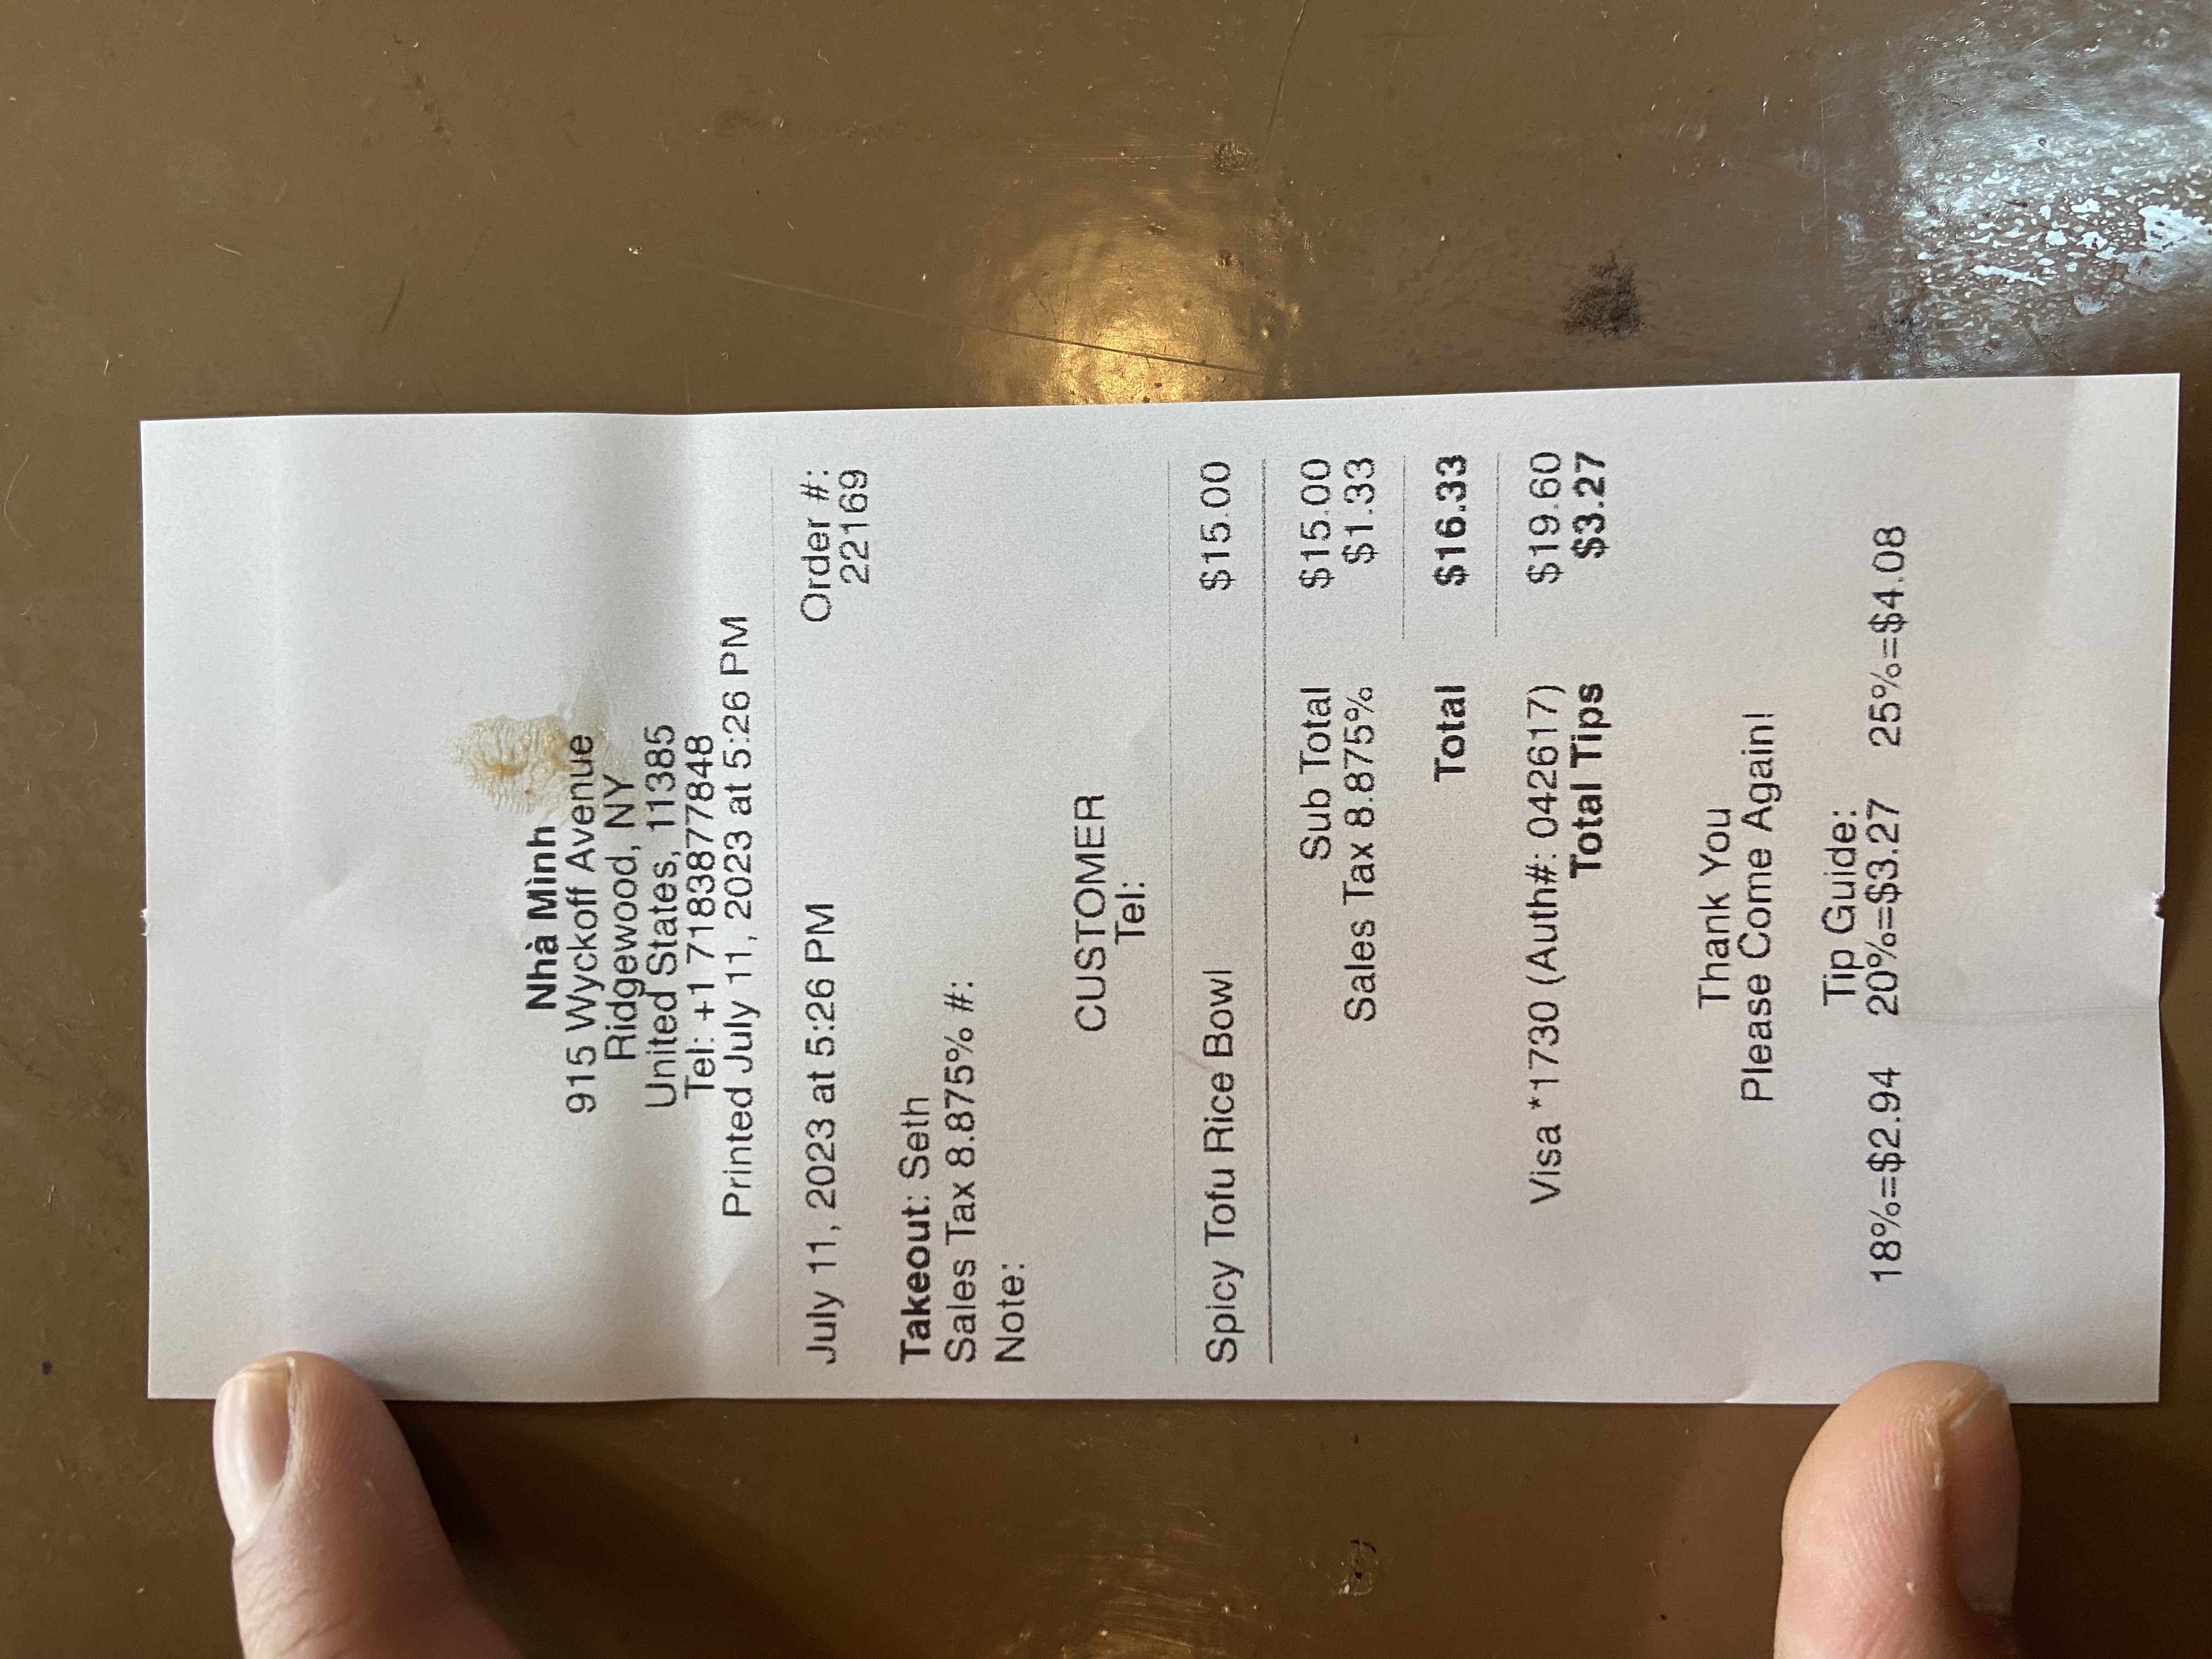 Nhà Mình
915 Wyckoff Avenue
Ridgewood, NY
United States, 11385
Tel: +1 7183877848
Printed July 11, 2023 at 5:26 PM
July 11, 2023 at 5:26 PM Order #:
22169
Takeout: Seth
Sales Tax 8.875% #:
Note:
CUSTOMER
Tel:
Spicy Tofu Rice Bowl $15.00
Sub Total $15.00
Sales Tax 8.875% $1.33
Total $16.33
Visa *1730 (Auth#: 042617) $19.60
Total Tips $3.27
Thank You
Please Come Again!
Tip Guide:
18%=$2.94 20%=$3.27 25%=$4.08